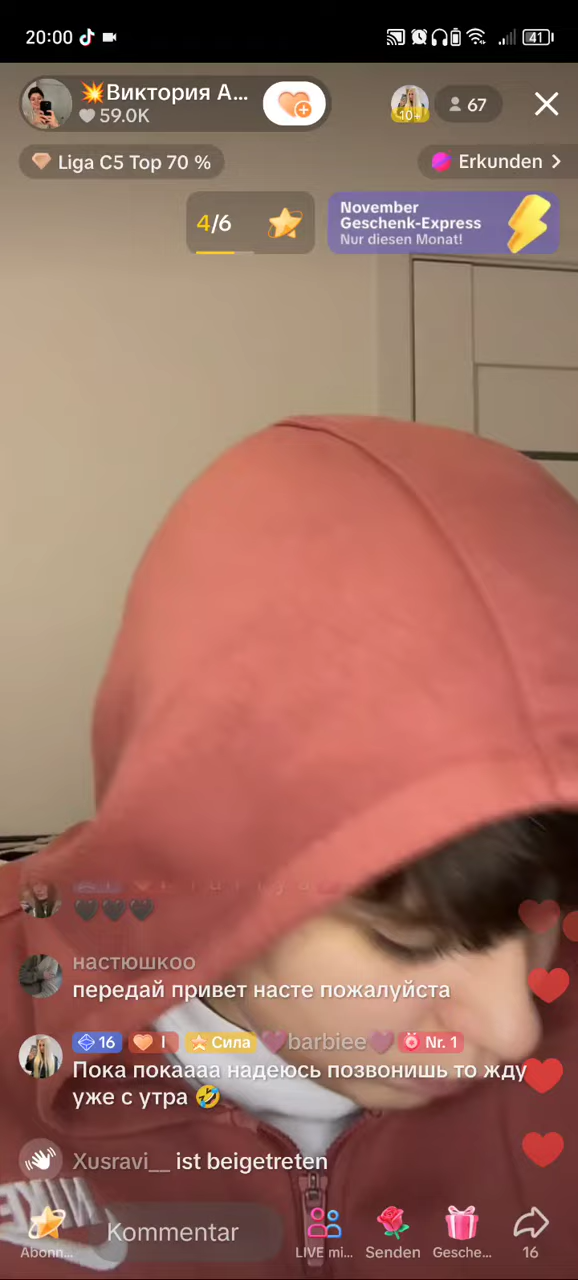 20:00
41
💥Виктория А...
59.0K
10+
67
Liga C5 Top 70 %
Erkunden
4/6
November
Geschenk-Express
Nur diesen Monat!
🖤🖤🖤
настюшкоо
передай привет насте пожалуйста
16 I Сила 💜barbiee💜 Nr. 1
Пока покаааа надеюсь позвонишь то жду
уже с утра 🤣
Xusravi__ ist beigetreten
NIKE
Kommentar
Abonn...
LIVE mi...
Senden
Gesche...
16